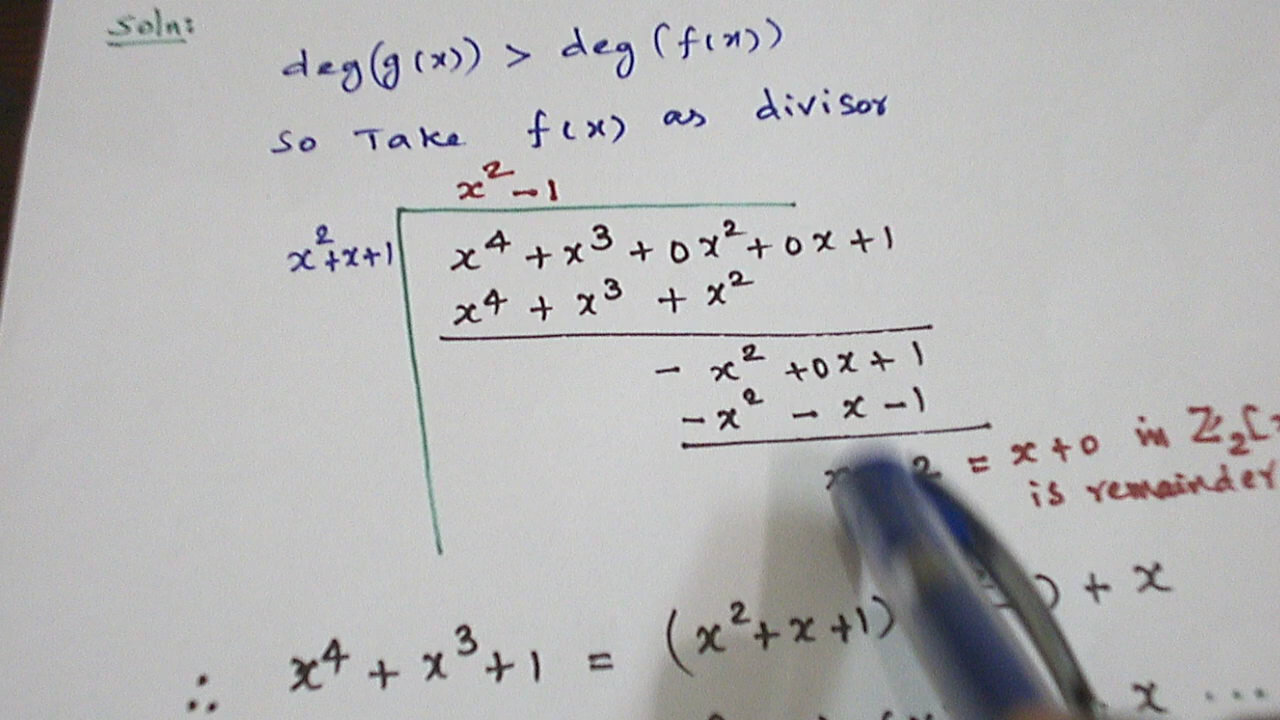 Soln:
deg(g(x)) > deg(f(x))
So Take f(x) as divisor
x² - 1
x²+x+1
x⁴ + x³ + 0x² + 0x + 1
x⁴ + x³ + x²
- x² + 0x + 1
- x² - x - 1
x 2 = x+0 in Z₂[
is remainder
∴ x⁴ + x³ + 1 = (x² + x + 1) ) + x
x ...